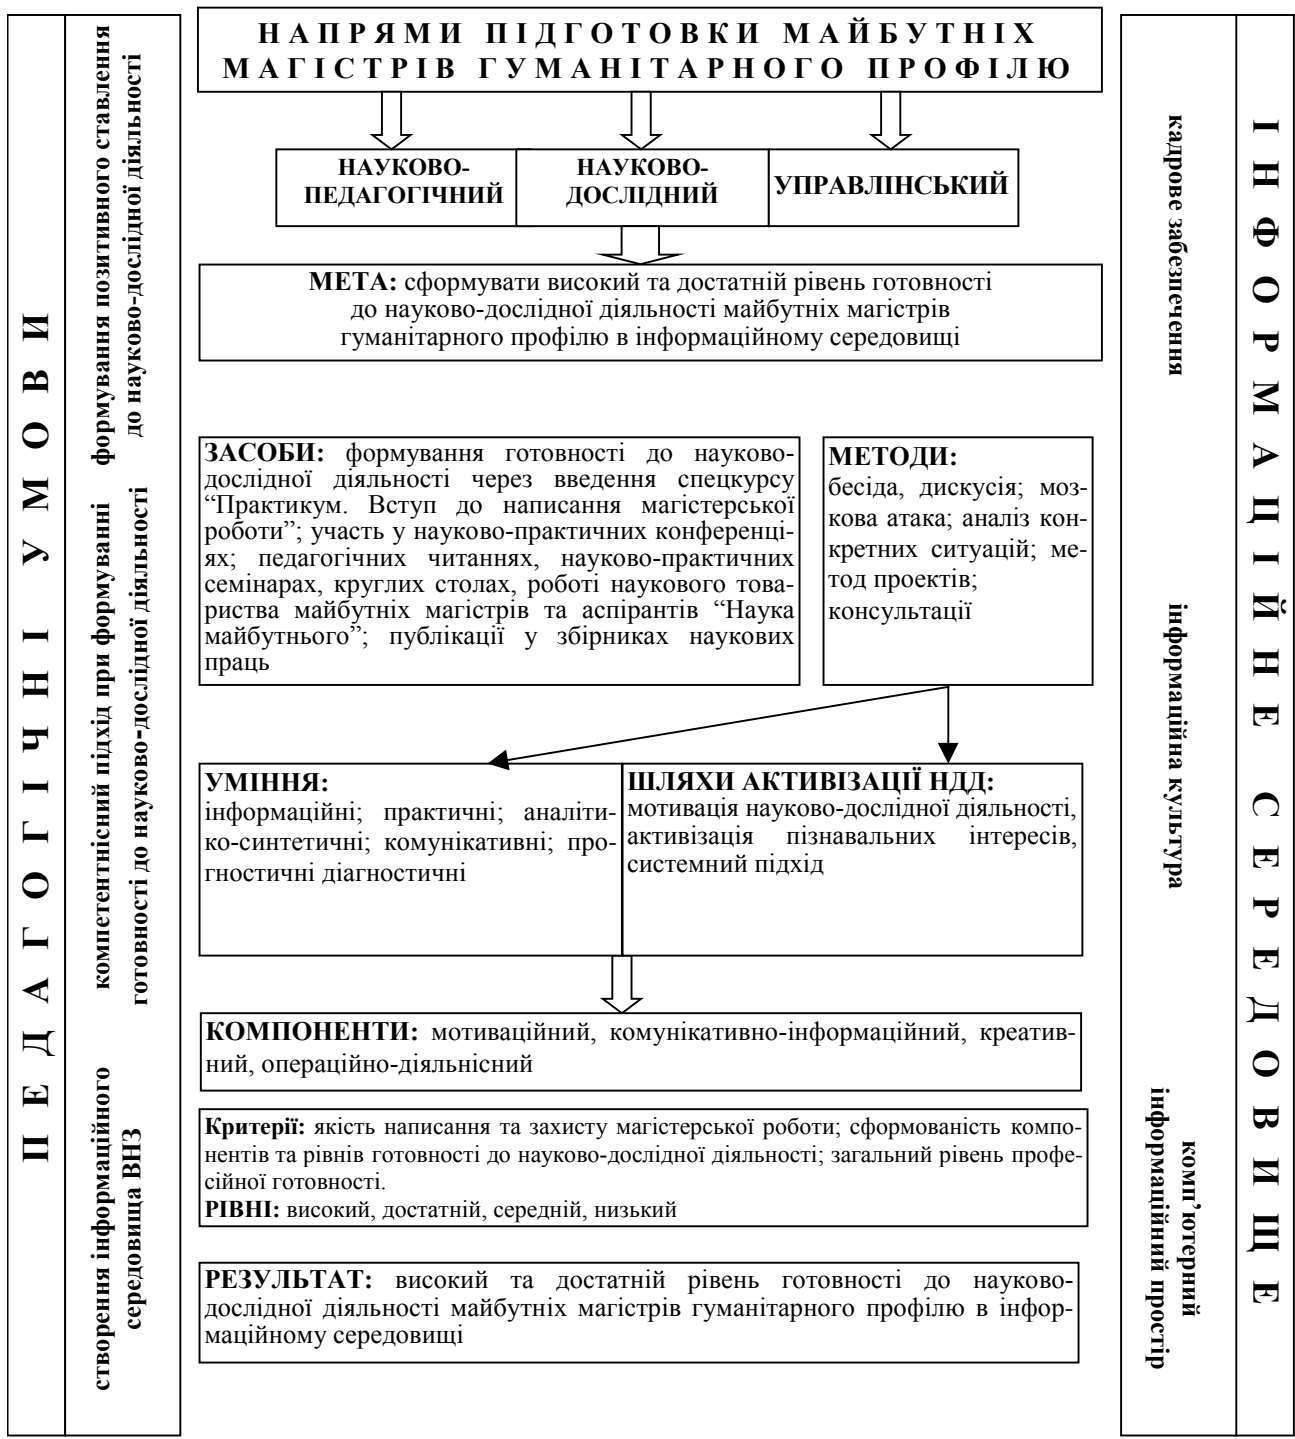 ПЕДАГОГІЧНІ УМОВИ
формування позитивного ставлення
до науково-дослідної діяльності
компетентнісний підхід при формуванні
готовності до науково-дослідної діяльності
створення інформаційного
середовища ВНЗ
НАПРЯМИ ПІДГОТОВКИ МАЙБУТНІХ
МАГІСТРІВ ГУМАНІТАРНОГО ПРОФІЛЮ
НАУКОВО-
ПЕДАГОГІЧНИЙ
НАУКОВО-
ДОСЛІДНИЙ
УПРАВЛІНСЬКИЙ
МЕТА: сформувати високий та достатній рівень готовності
до науково-дослідної діяльності майбутніх магістрів
гуманітарного профілю в інформаційному середовищі
ЗАСОБИ: формування готовності до науково-
дослідної діяльності через введення спецкурсу
“Практикум. Вступ до написання магістерської
роботи”; участь у науково-практичних конференці-
ях; педагогічних читаннях, науково-практичних
семінарах, круглих столах, роботі наукового това-
риства майбутніх магістрів та аспірантів “Наука
майбутнього”; публікації у збірниках наукових
праць
МЕТОДИ:
бесіда, дискусія; моз-
кова атака; аналіз кон-
кретних ситуацій; ме-
тод проектів;
консультації
УМІННЯ:
інформаційні; практичні; аналіти-
ко-синтетичні; комунікативні; про-
гностичні діагностичні
ШЛЯХИ АКТИВІЗАЦІЇ НДД:
мотивація науково-дослідної діяльності,
активізація пізнавальних інтересів,
системний підхід
КОМПОНЕНТИ: мотиваційний, комунікативно-інформаційний, креатив-
ний, операційно-діяльнісний
Критерії: якість написання та захисту магістерської роботи; сформованість компо-
нентів та рівнів готовності до науково-дослідної діяльності; загальний рівень профе-
сійної готовності.
РІВНІ: високий, достатній, середній, низький
РЕЗУЛЬТАТ: високий та достатній рівень готовності до науково-
дослідної діяльності майбутніх магістрів гуманітарного профілю в інфор-
маційному середовищі
кадрове забезпечення
інформаційна культура
комп’ютерний
інформаційний простір
ІНФОРМАЦІЙНЕ СЕРЕДОВИЩЕ